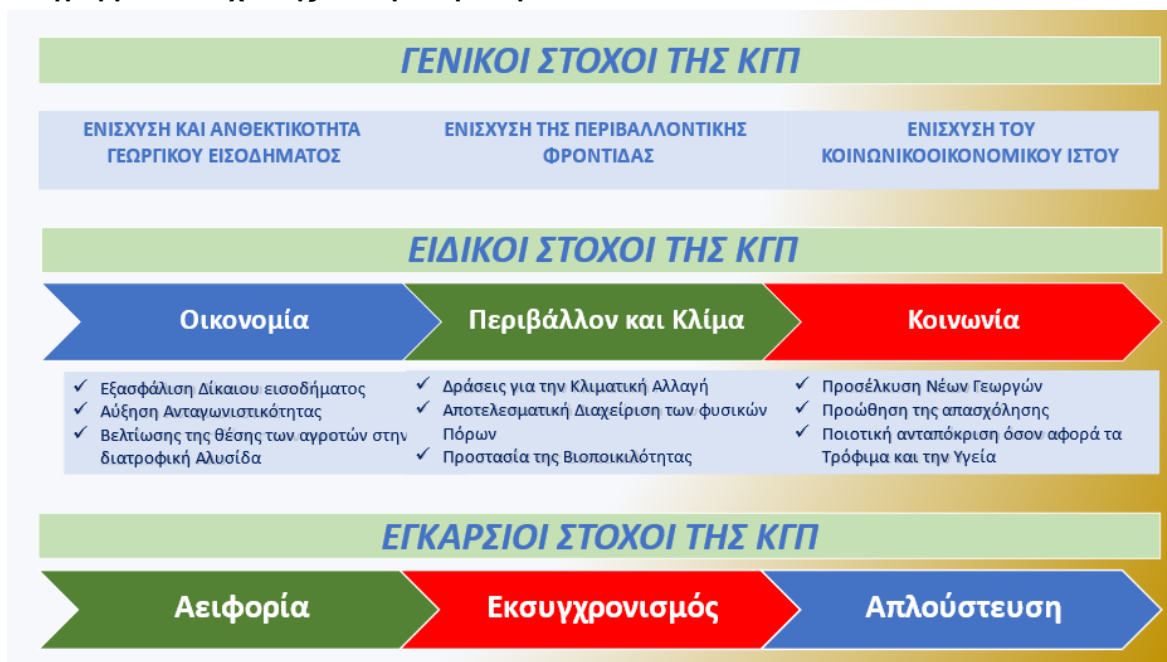 ΓΕΝΙΚΟΙ ΣΤΟΧΟΙ ΤΗΣ ΚΓΠ
ΕΝΙΣΧΥΣΗ ΚΑΙ ΑΝΘΕΚΤΙΚΟΤΗΤΑ
ΓΕΩΡΓΙΚΟΥ ΕΙΣΟΔΗΜΑΤΟΣ
ΕΝΙΣΧΥΣΗ ΤΗΣ ΠΕΡΙΒΑΛΛΟΝΤΙΚΗΣ
ΦΡΟΝΤΙΔΑΣ
ΕΝΙΣΧΥΣΗ ΤΟΥ
ΚΟΙΝΩΝΙΚΟΟΙΚΟΝΟΜΙΚΟΥ ΙΣΤΟΥ
ΕΙΔΙΚΟΙ ΣΤΟΧΟΙ ΤΗΣ ΚΓΠ
Οικονομία
Περιβάλλον και Κλίμα
Κοινωνία
✓ Εξασφάλιση Δίκαιου εισοδήματος
✓ Αύξηση Ανταγωνιστικότητας
✓ Βελτίωσης της θέσης των αγροτών στην
διατροφική Αλυσίδα
✓ Δράσεις για την Κλιματική Αλλαγή
✓ Αποτελεσματική Διαχείριση των φυσικών
Πόρων
✓ Προστασία της Βιοποικιλότητας
✓ Προσέλκυση Νέων Γεωργών
✓ Προώθηση της απασχόλησης
✓ Ποιοτική ανταπόκριση όσον αφορά τα
Τρόφιμα και την Υγεία
ΕΓΚΑΡΣΙΟΙ ΣΤΟΧΟΙ ΤΗΣ ΚΓΠ
Αειφορία
Εκσυγχρονισμός
Απλούστευση